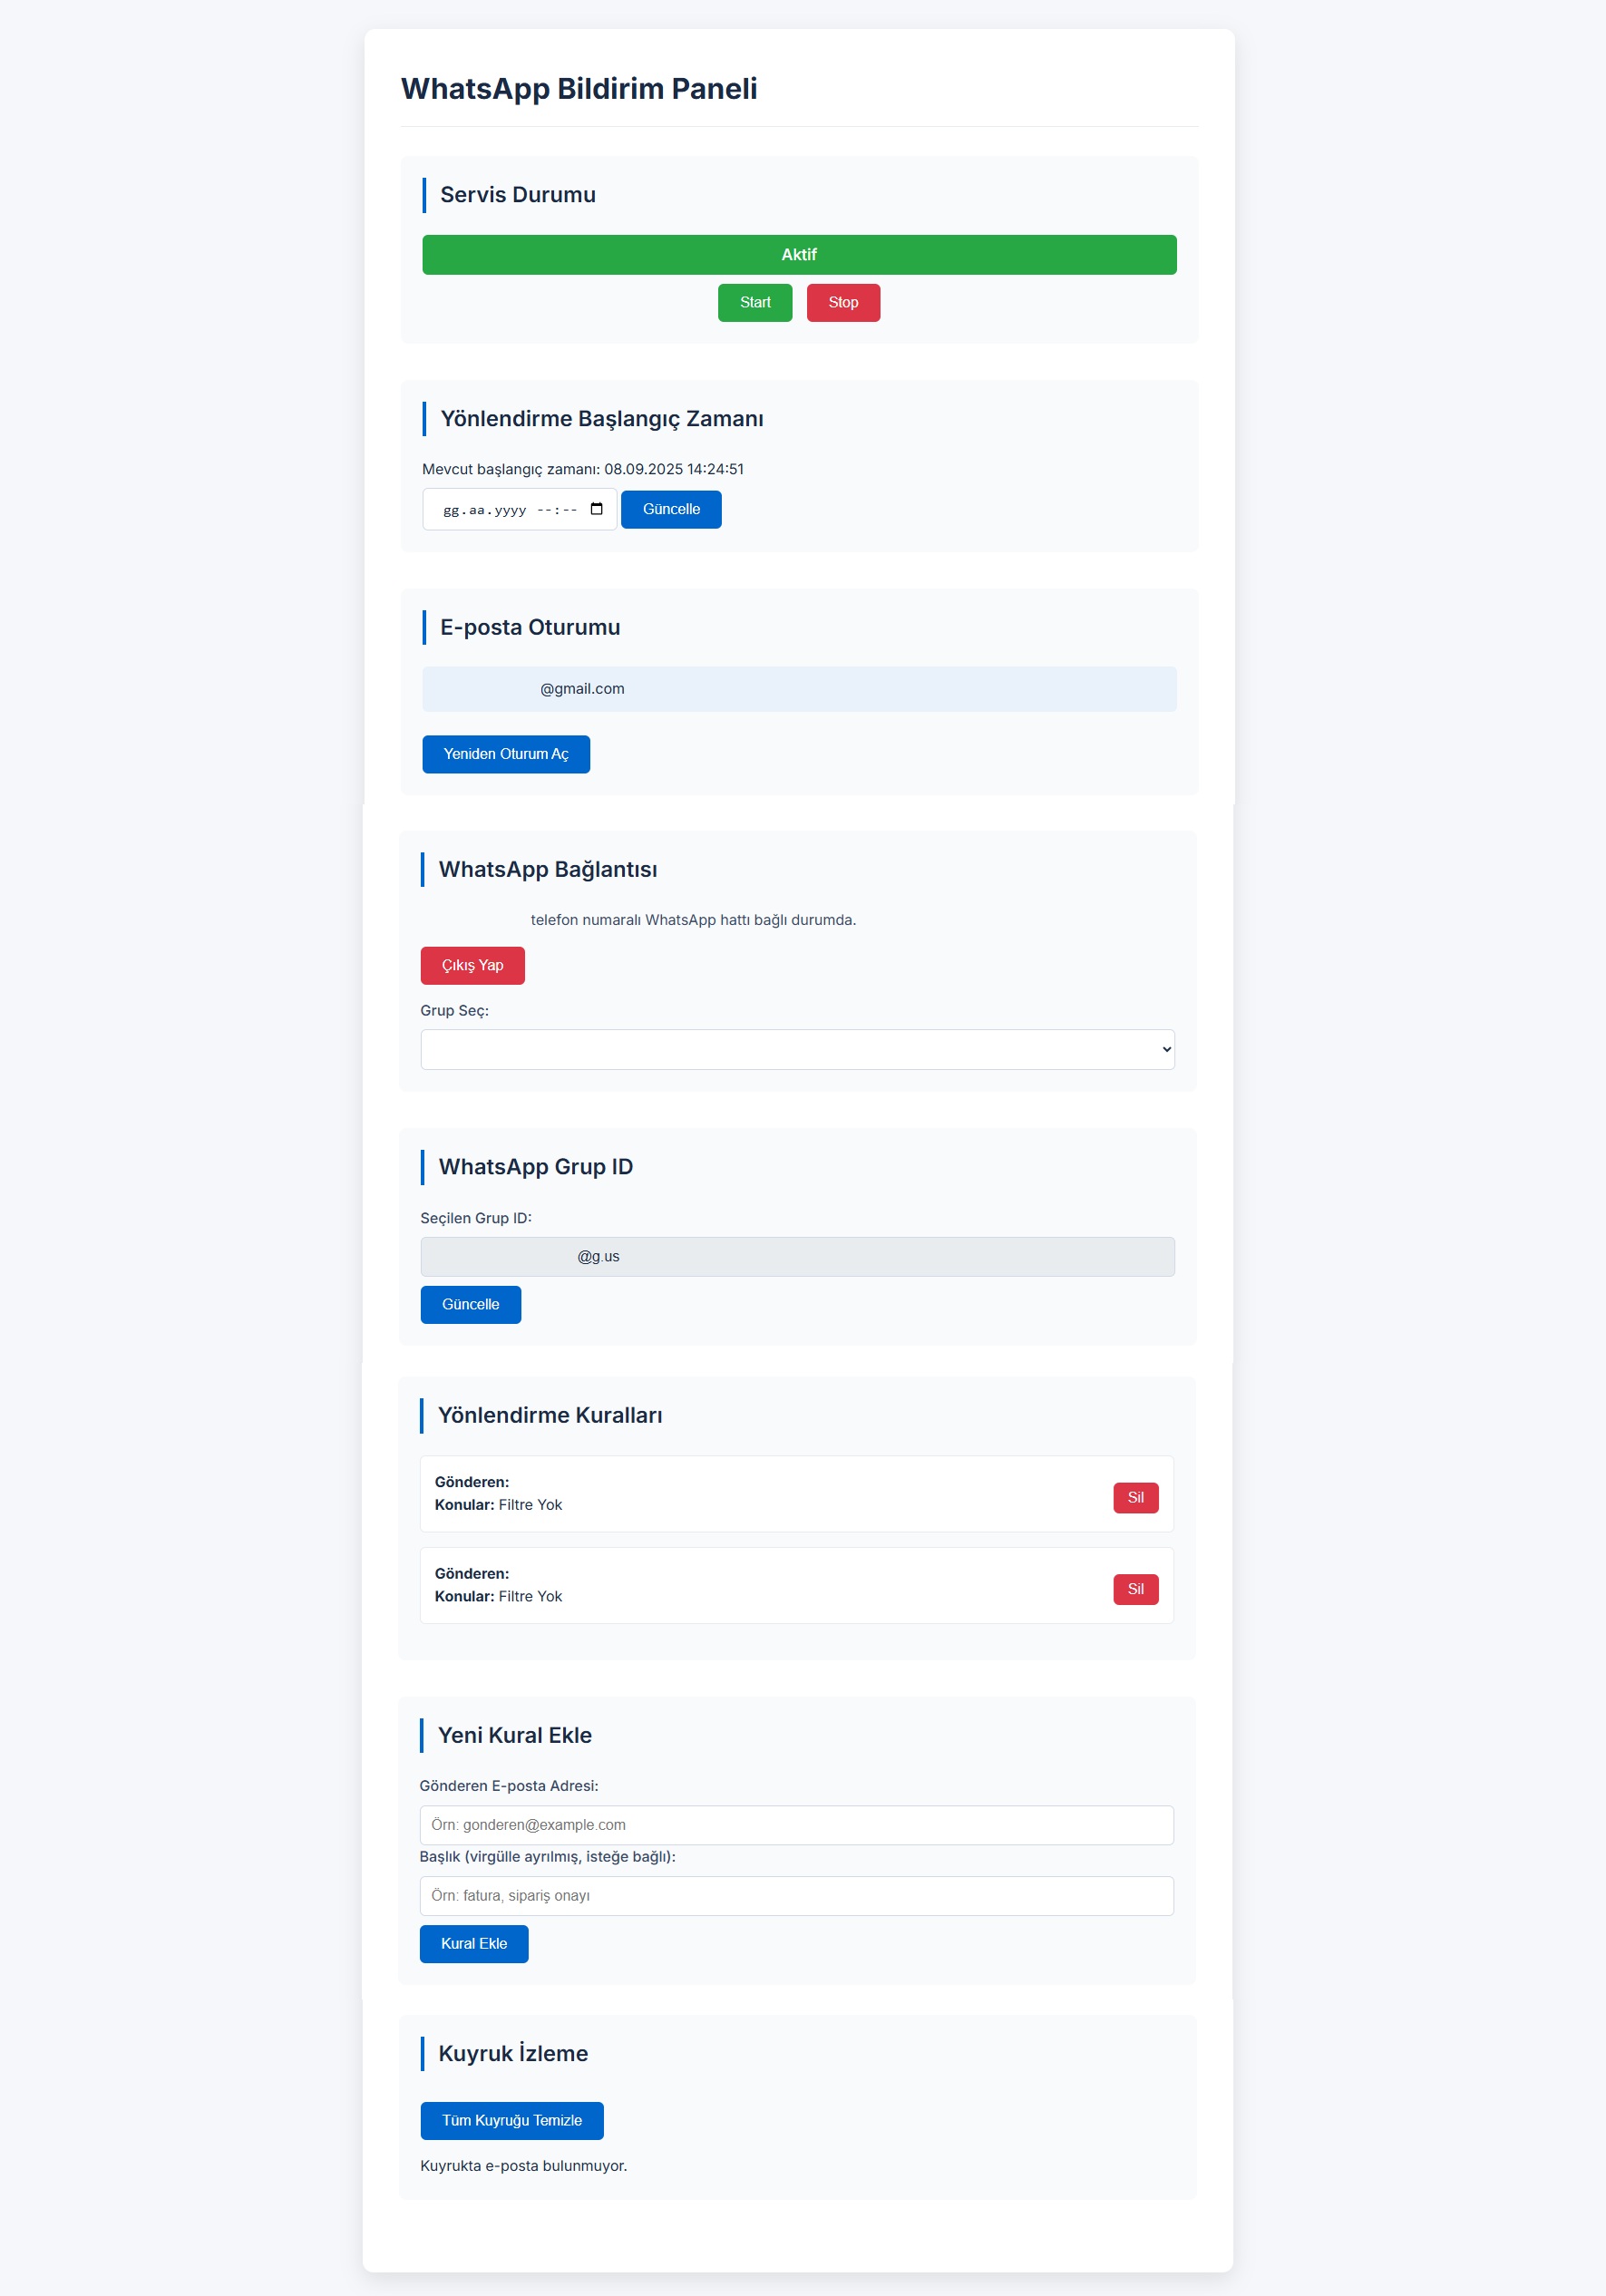 WhatsApp Bildirim Paneli
Servis Durumu
Aktif
Start Stop
Yönlendirme Başlangıç Zamanı
Mevcut başlangıç zamanı: 08.09.2025 14:24:51
gg.aa.yyyy --:-- Güncelle
E-posta Oturumu
@gmail.com
Yeniden Oturum Aç
WhatsApp Bağlantısı
telefon numaralı WhatsApp hattı bağlı durumda.
Çıkış Yap
Grup Seç:
WhatsApp Grup ID
Seçilen Grup ID:
@g.us
Güncelle
Yönlendirme Kuralları
Gönderen:
Konular: Filtre Yok
Sil
Gönderen:
Konular: Filtre Yok
Sil
Yeni Kural Ekle
Gönderen E-posta Adresi:
Örn: gonderen@example.com
Başlık (virgülle ayrılmış, isteğe bağlı):
Örn: fatura, sipariş onayı
Kural Ekle
Kuyruk İzleme
Tüm Kuyruğu Temizle
Kuyrukta e-posta bulunmuyor.